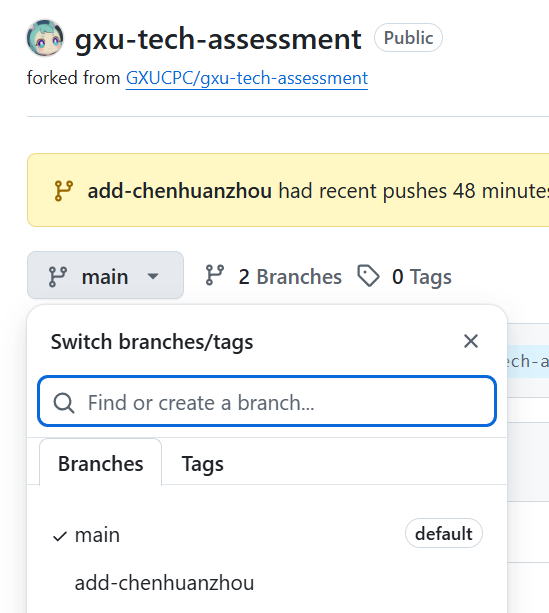 gxu-tech-assessment Public
forked from GXUCPC/gxu-tech-assessment
add-chenhuanzhou had recent pushes 48 minutes
main 2 Branches 0 Tags
Switch branches/tags
ech-a
Find or create a branch...
Branches Tags
main default
add-chenhuanzhou